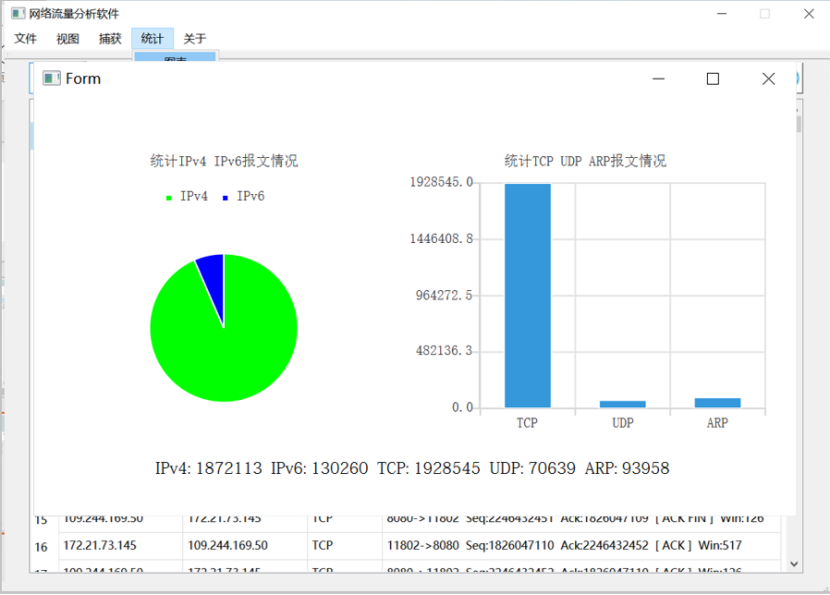 网络流量分析软件
文件 视图 捕获 统计 关于
图表
Form
统计IPv4 IPv6报文情况
IPv4 IPv6
统计TCP UDP ARP报文情况
1928545.0
1446408.8
964272.5
482136.3
0.0
TCP UDP ARP
IPv4: 1872113 IPv6: 130260 TCP: 1928545 UDP: 70639 ARP: 93958
15 109.244.169.50 172.21.73.145 TCP 8080->11802 Seq:2246432451 Ack:1826047109 [ ACK FIN ] Win:126
16 172.21.73.145 109.244.169.50 TCP 11802->8080 Seq:1826047110 Ack:2246432452 [ ACK ] Win:517
17 109.244.169.50 172.21.73.145 TCP 8080->11802 Seq:2246432452 Ack:1826047110 [ ACK ] Win:126